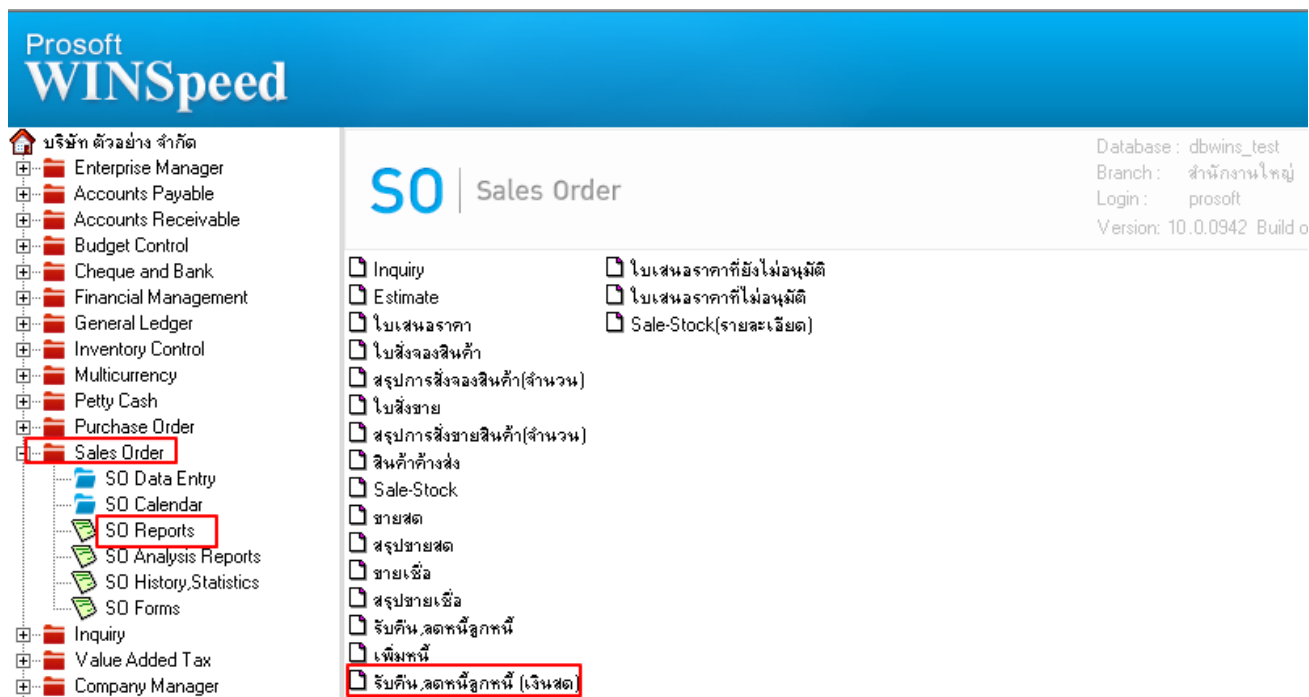 Prosoft
WINSpeed
บริษัท ตัวอย่าง จำกัด
Enterprise Manager
Accounts Payable
Accounts Receivable
Budget Control
Cheque and Bank
Financial Management
General Ledger
Inventory Control
Multicurrency
Petty Cash
Purchase Order
Sales Order
SO Data Entry
SO Calendar
SO Reports
SO Analysis Reports
SO History,Statistics
SO Forms
Inquiry
Value Added Tax
Company Manager
SO | Sales Order
Database : dbwins_test
Branch : สำนักงานใหญ่
Login : prosoft
Version: 10.0.0942 Build o
Inquiry
Estimate
ใบเสนอราคา
ใบสั่งจองสินค้า
สรุปการสั่งจองสินค้า(จำนวน)
ใบสั่งขาย
สรุปการสั่งขายสินค้า(จำนวน)
สินค้าค้างส่ง
Sale-Stock
ขายสด
สรุปขายสด
ขายเชื่อ
สรุปขายเชื่อ
รับคืน,ลดหนี้ลูกหนี้
เพิ่มหนี้
รับคืน,ลดหนี้ลูกหนี้ (เงินสด)
ใบเสนอราคาที่ยังไม่อนุมัติ
ใบเสนอราคาที่ไม่อนุมัติ
Sale-Stock(รายละเอียด)